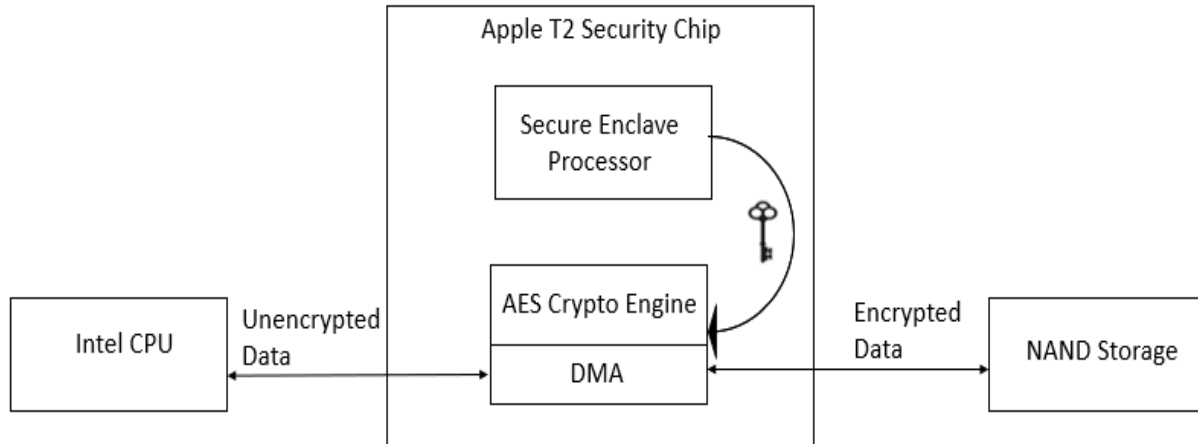 Apple T2 Security Chip
Secure Enclave
Processor
AES Crypto Engine
DMA
Intel CPU
Unencrypted
Data
Encrypted
Data
NAND Storage